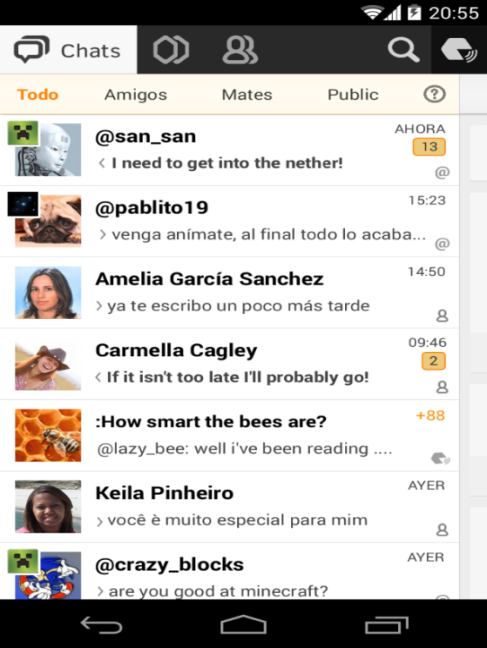 20:55
Chats
Todo Amigos Mates Public ?
@san_san AHORA
‹ I need to get into the nether! 13
@
@pablito19 15:23
› venga anímate, al final todo lo acaba... @
Amelia García Sanchez 14:50
› ya te escribo un poco más tarde
Carmella Cagley 09:46
‹ If it isn't too late I'll probably go! 2
:How smart the bees are? +88
@lazy_bee: well i've been reading ....
Keila Pinheiro AYER
› você è muito especial para mim
@crazy_blocks AYER
› are you good at minecraft? @